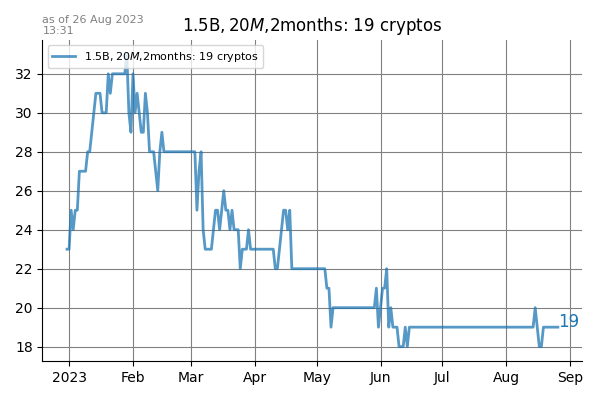 as of 26 Aug 2023
13:31
1.5B, 20M,2months: 19 cryptos
1.5B, 20M,2months: 19 cryptos
32
30
28
26
24
22
20
18
19
2023 Feb Mar Apr May Jun Jul Aug Sep